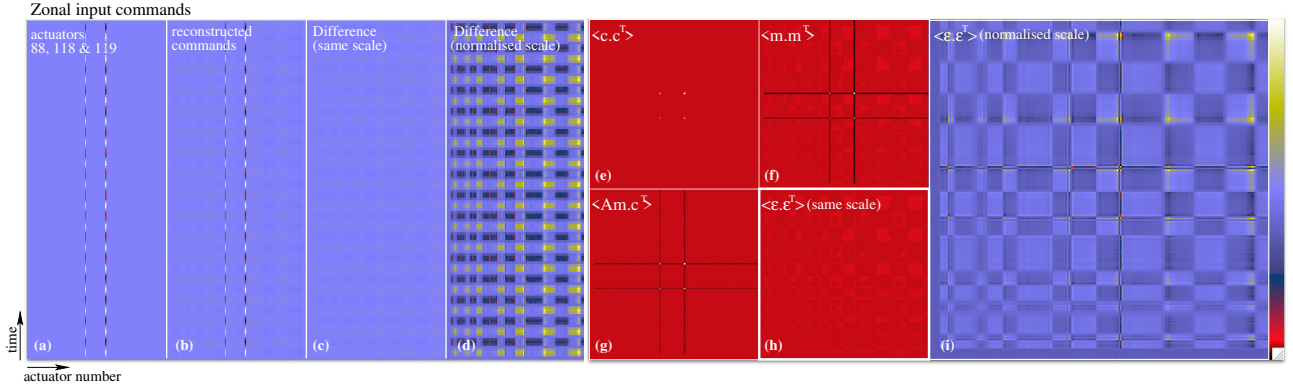 Zonal input commands
actuators
88, 118 & 119
reconstructed
commands
Difference
(same scale)
Difference
(normalised scale)
<c.c^T>
<m.m^T>
<ε.ε^T> (normalised scale)
(e)
(f)
<Am.c^T>
<ε.ε^T> (same scale)
(a)
(b)
(c)
(d)
(g)
(h)
(i)
time
actuator number